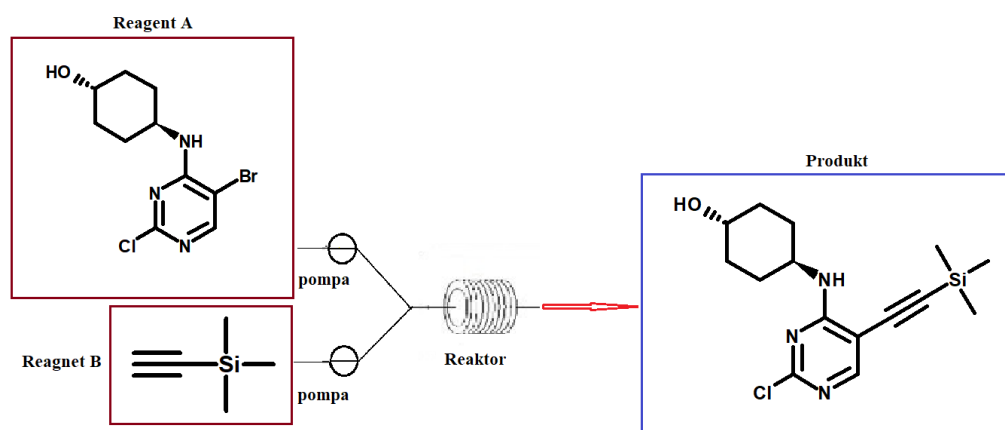 Reagent A
HO
NH
Br
N
Cl
N
pompa
Reagnet B
Si
pompa
Reaktor
Produkt
HO
NH
Si
N
Cl
N